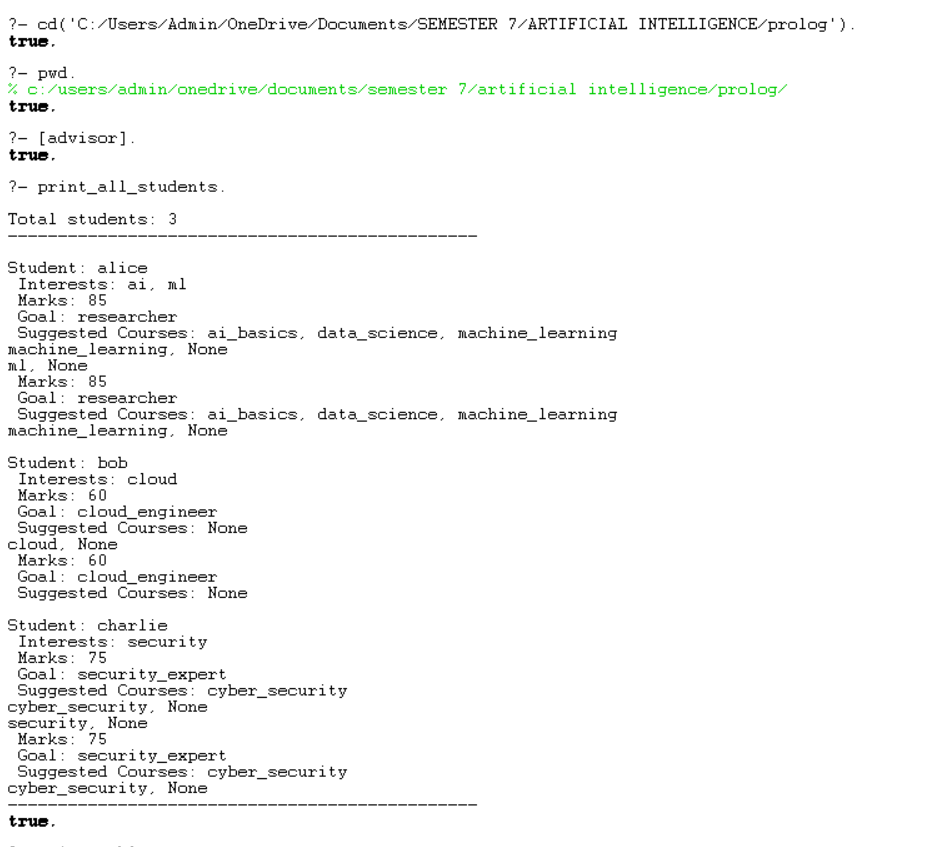 ?- cd('C:/Users/Admin/OneDrive/Documents/SEMESTER 7/ARTIFICIAL INTELLIGENCE/prolog').
true.
?- pwd.
% c:/users/admin/onedrive/documents/semester 7/artificial intelligence/prolog/
true.
?- [advisor].
true.
?- print_all_students.
Total students: 3
-----------------------------------------------
Student: alice
Interests: ai, ml
Marks: 85
Goal: researcher
Suggested Courses: ai_basics, data_science, machine_learning
machine_learning, None
ml, None
Marks: 85
Goal: researcher
Suggested Courses: ai_basics, data_science, machine_learning
machine_learning, None
Student: bob
Interests: cloud
Marks: 60
Goal: cloud_engineer
Suggested Courses: None
cloud, None
Marks: 60
Goal: cloud_engineer
Suggested Courses: None
Student: charlie
Interests: security
Marks: 75
Goal: security_expert
Suggested Courses: cyber_security
cyber_security, None
security, None
Marks: 75
Goal: security_expert
Suggested Courses: cyber_security
cyber_security, None
-----------------------------------------------
true.